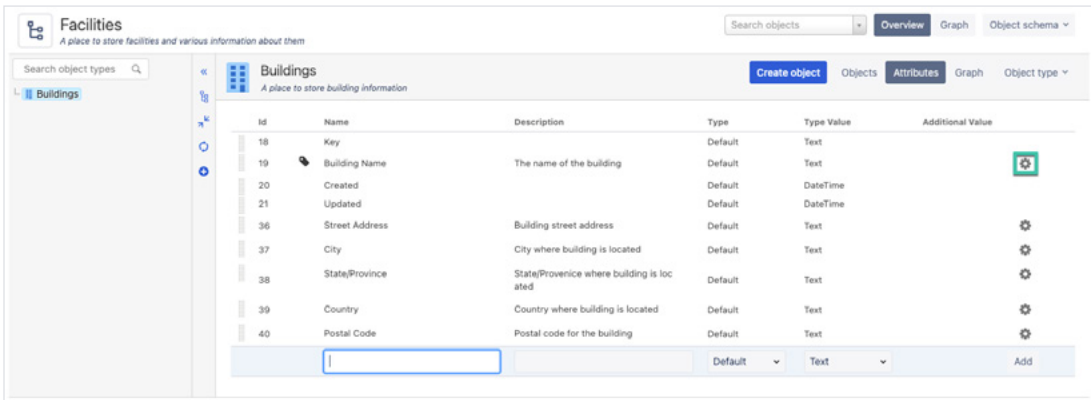 Facilities
A place to store facilities and various information about them
Search objects
Overview
Graph
Object schema
Search object types
Buildings
Buildings
A place to store building information
Create object
Objects
Attributes
Graph
Object type
Id Name Description Type Type Value Additional Value
18 Key Default Text
19 Building Name The name of the building Default Text
20 Created Default DateTime
21 Updated Default DateTime
36 Street Address Building street address Default Text
37 City City where building is located Default Text
38 State/Province State/Provenice where building is loc
ated Default Text
39 Country Country where building is located Default Text
40 Postal Code Postal code for the building Default Text
Default Text Add